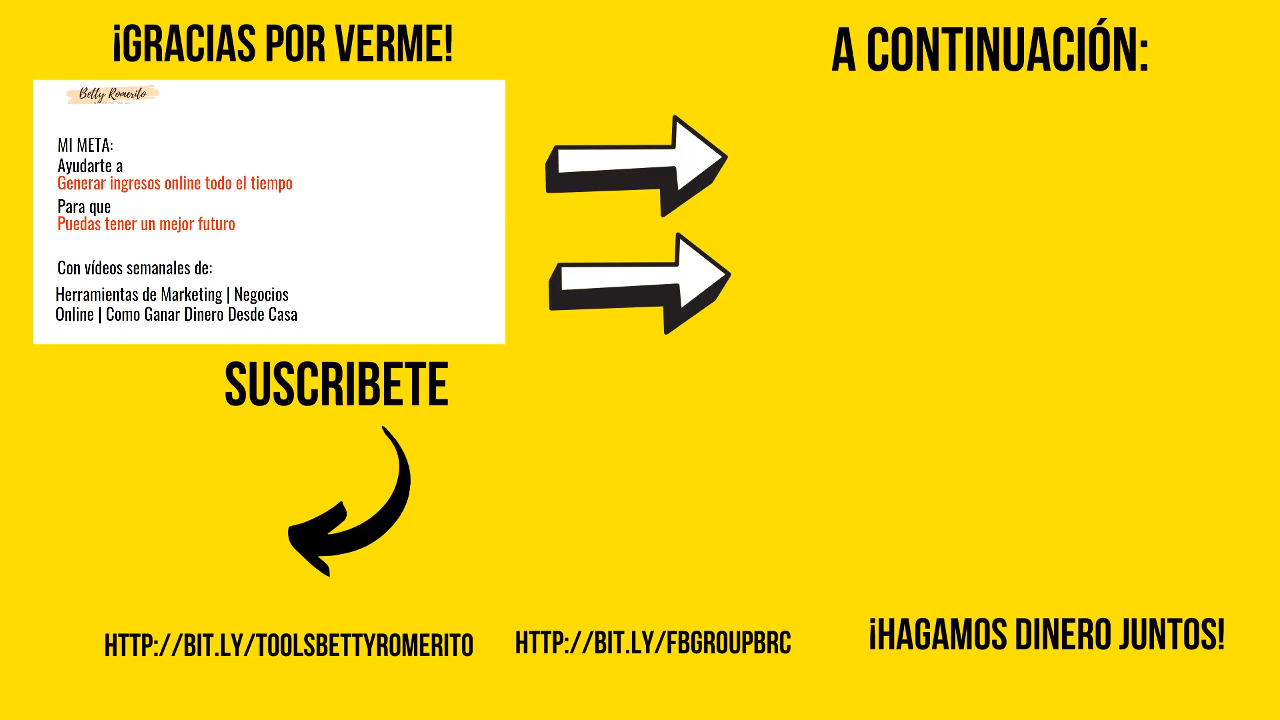 ¡GRACIAS POR VERME!
A CONTINUACIÓN:
Betty Romerito
MI META:
Ayudarte a
Generar ingresos online todo el tiempo
Para que
Puedas tener un mejor futuro
Con vídeos semanales de:
Herramientas de Marketing | Negocios
Online | Como Ganar Dinero Desde Casa
SUSCRIBETE
HTTP://BIT.LY/TOOLSBETTYROMERITO
HTTP://BIT.LY/FBGROUPBRC
¡HAGAMOS DINERO JUNTOS!